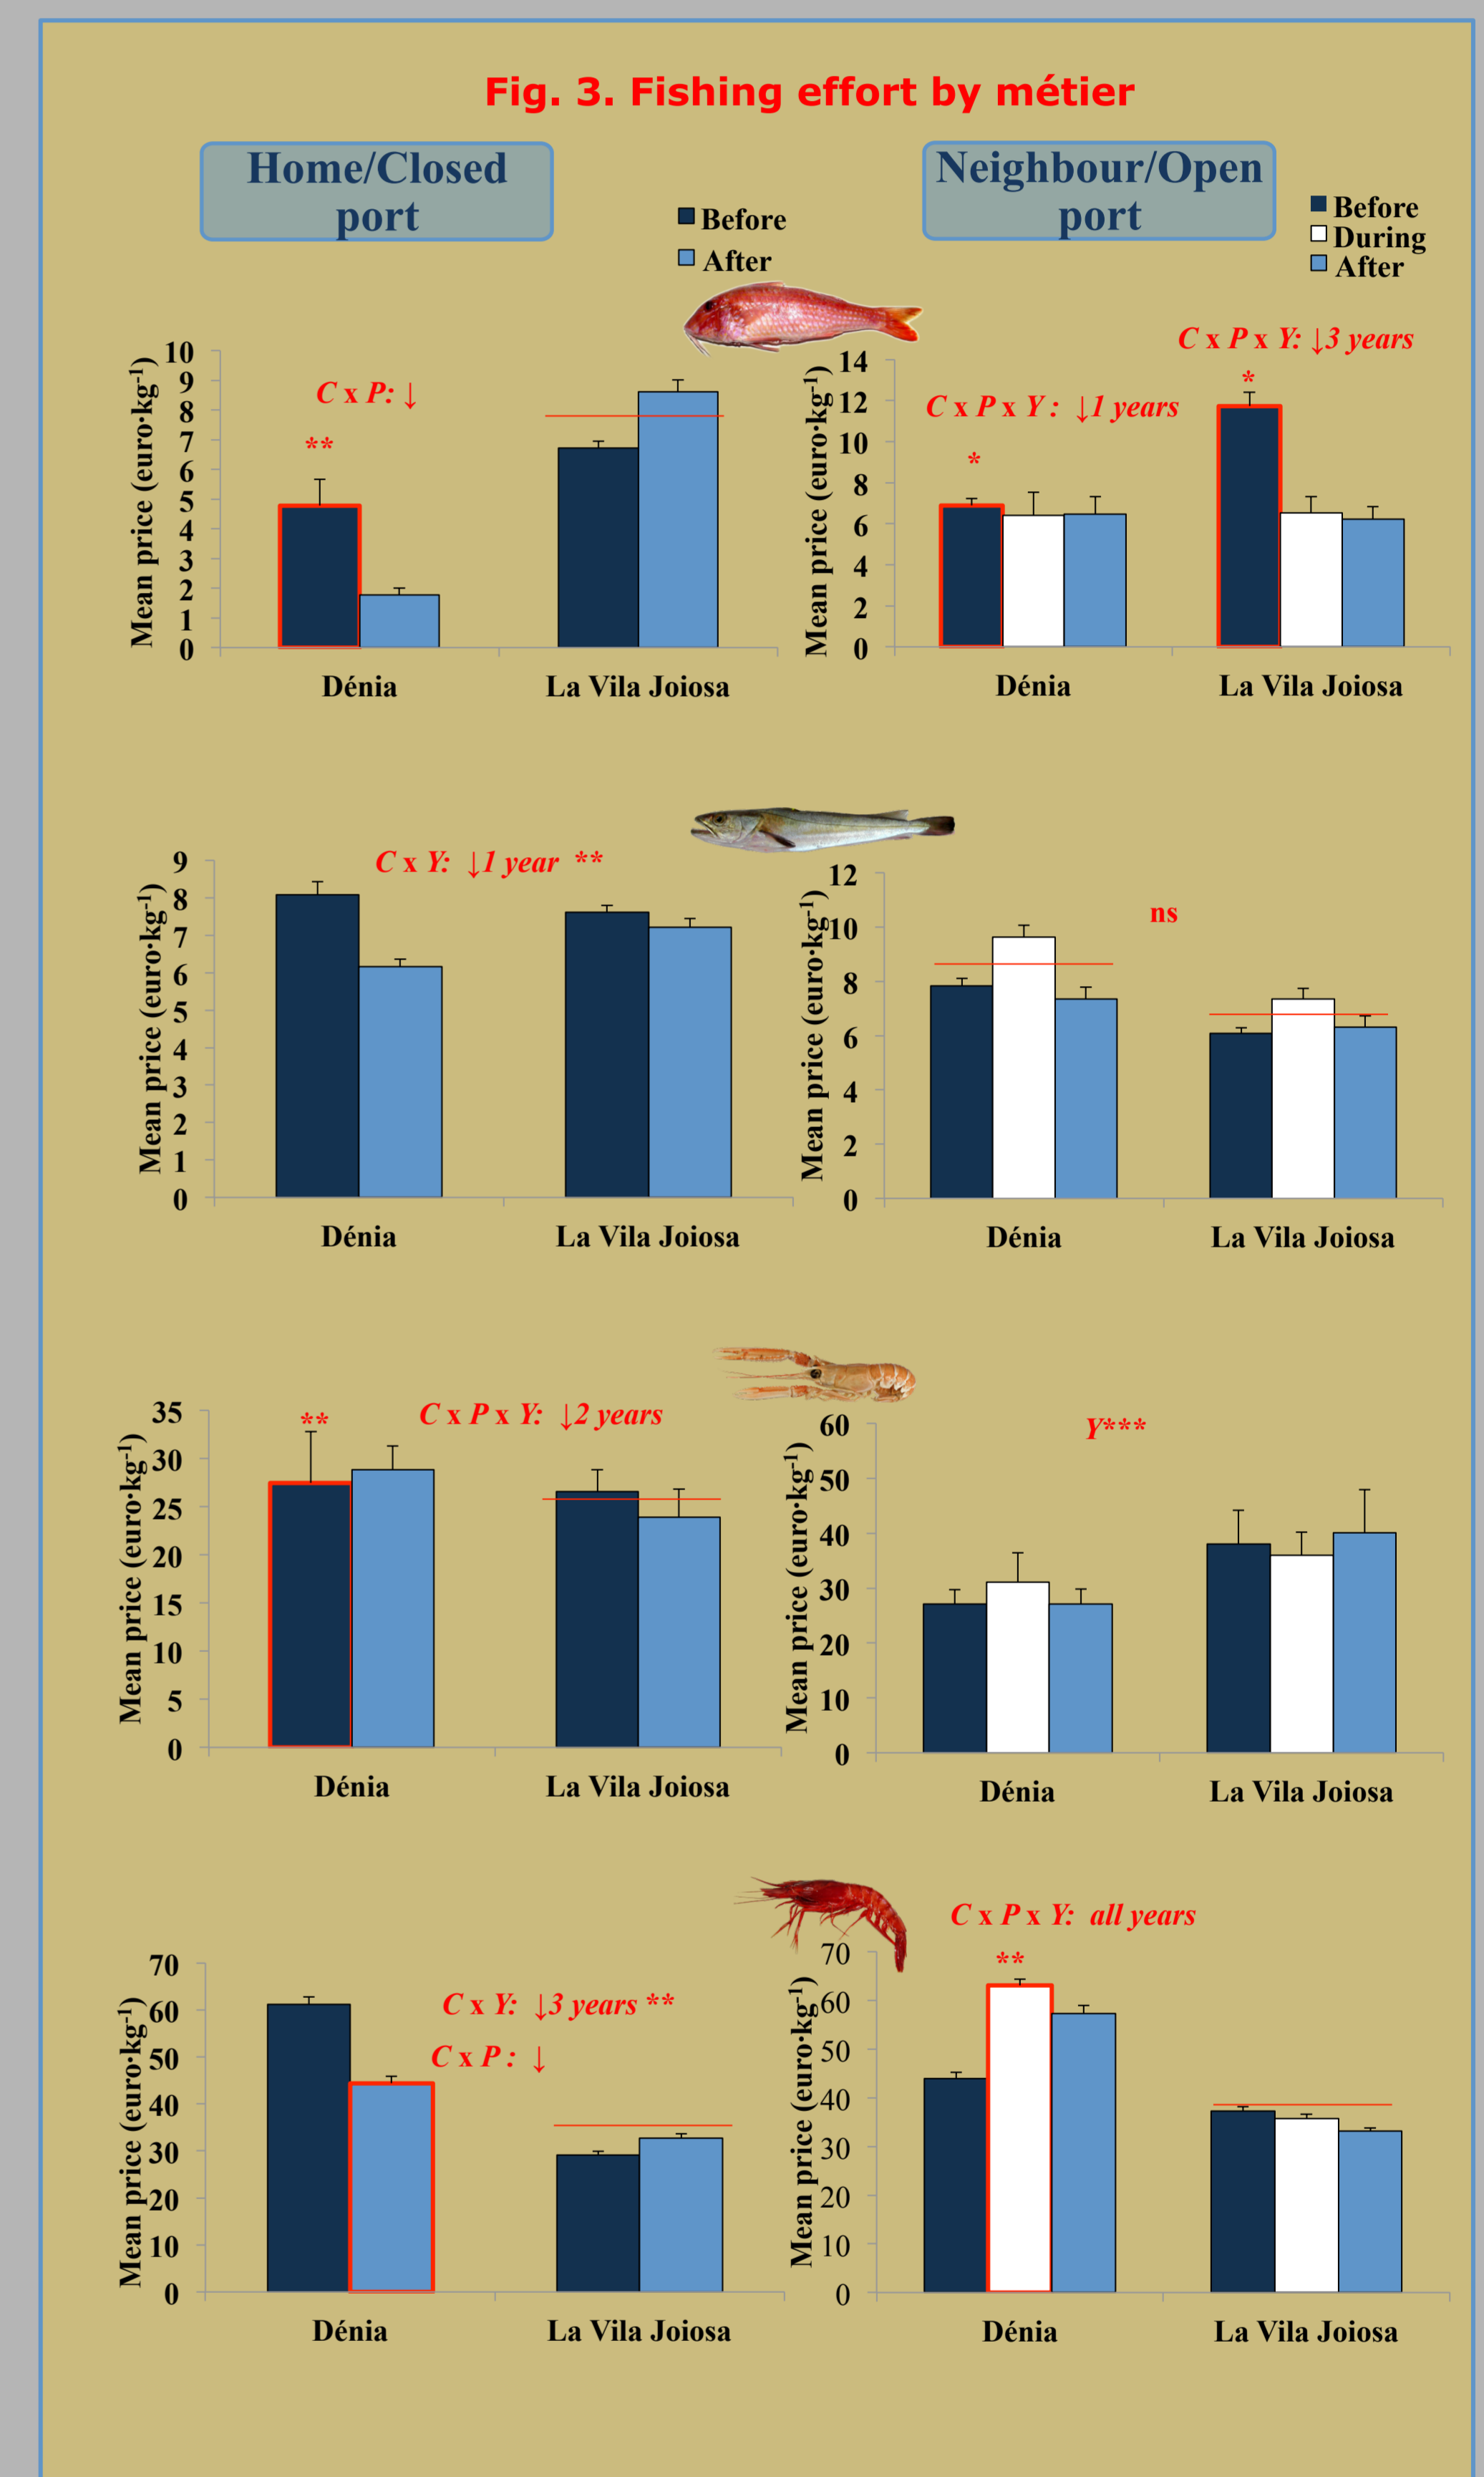 Fig. 3. Fishing effort by métier
Home/Closed
port
Before
After
Neighbour/Open
port
Before
During
After
Mean price (euro·kg⁻¹)
10
9
8
7
6
5
4
3
2
1
0
C x P: ↓
**
Dénia
La Vila Joiosa
Mean price (euro·kg⁻¹)
14
12
10
8
6
4
2
0
C x P x Y : ↓1 years
*
C x P x Y: ↓3 years
*
Dénia
La Vila Joiosa
Mean price (euro·kg⁻¹)
9
8
7
6
5
4
3
2
1
0
C x Y: ↓1 year **
Dénia
La Vila Joiosa
Mean price (euro·kg⁻¹)
12
10
8
6
4
2
0
ns
Dénia
La Vila Joiosa
Mean price (euro·kg⁻¹)
35
30
25
20
15
10
5
0
**
C x P x Y: ↓2 years
Dénia
La Vila Joiosa
Mean price (euro·kg⁻¹)
60
50
40
30
20
10
0
Y***
Dénia
La Vila Joiosa
Mean price (euro·kg⁻¹)
70
60
50
40
30
20
10
0
C x Y: ↓3 years **
C x P : ↓
Dénia
La Vila Joiosa
Mean price (euro·kg⁻¹)
70
60
50
40
30
20
10
0
C x P x Y: all years
**
Dénia
La Vila Joiosa